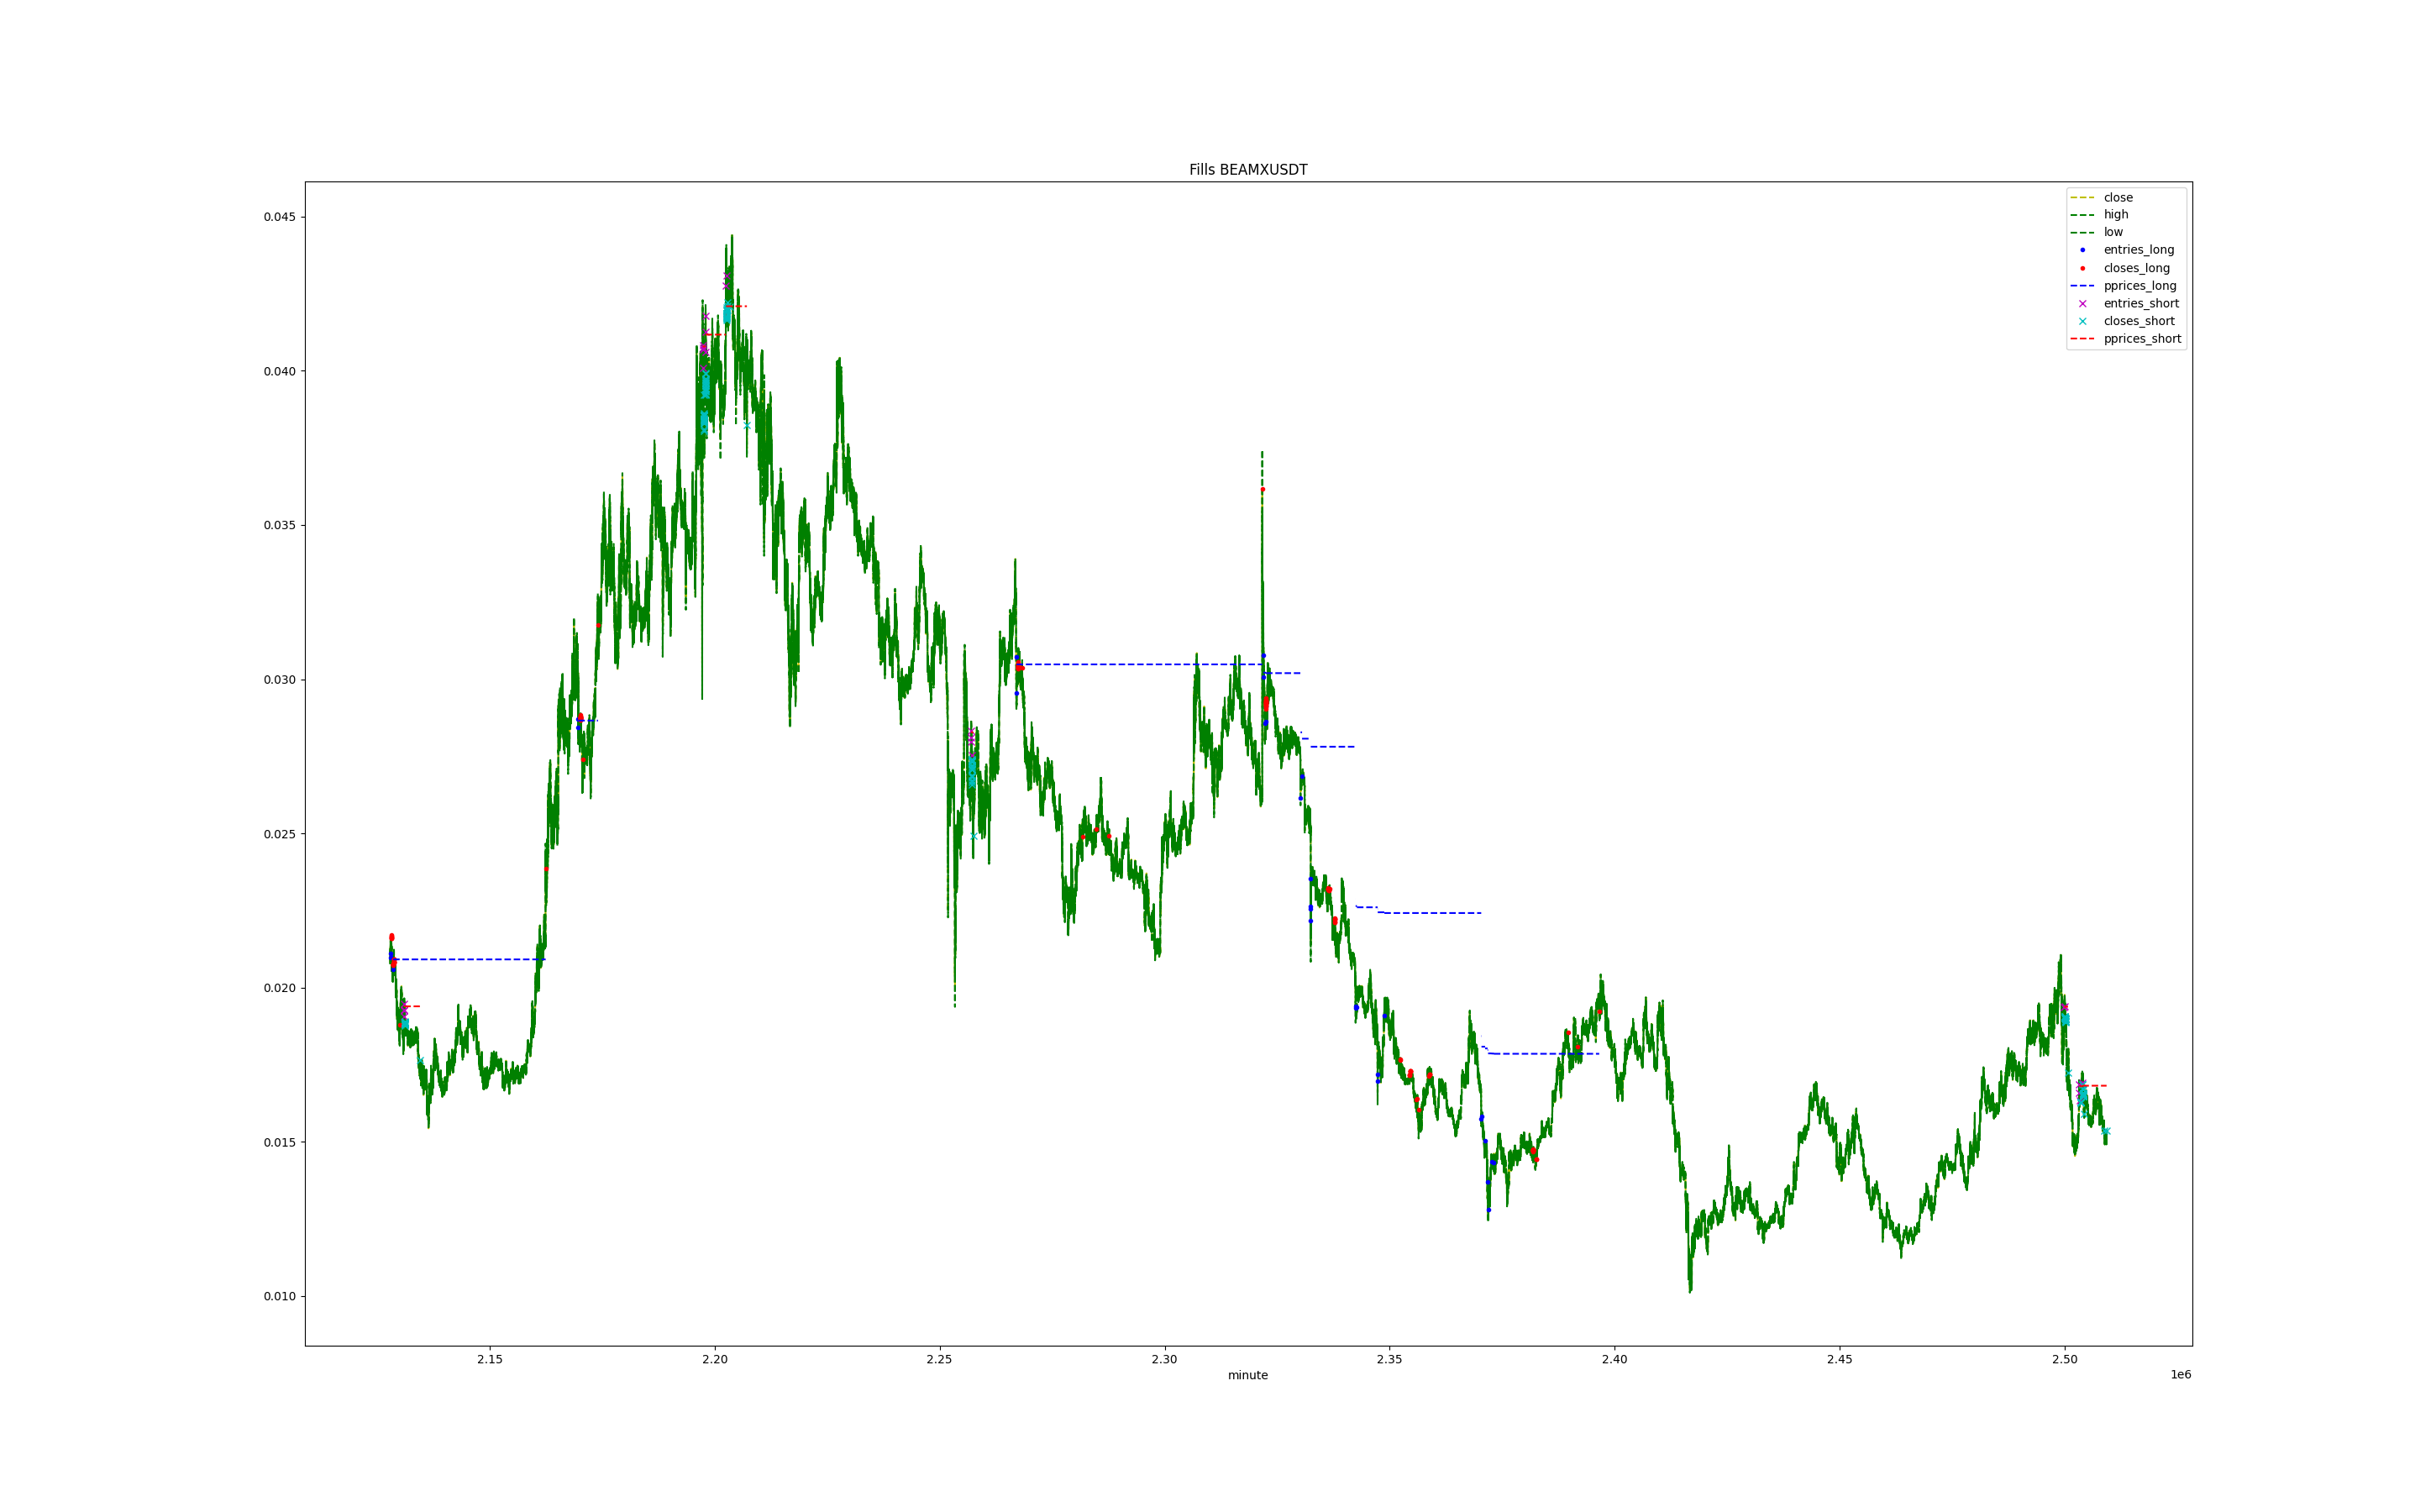 Fills BEAMXUSDT
0.045
0.040
0.035
0.030
0.025
0.020
0.015
0.010
close
high
low
entries_long
closes_long
pprices_long
entries_short
closes_short
pprices_short
2.15 2.20 2.25 2.30 2.35 2.40 2.45 2.50
minute
1e6